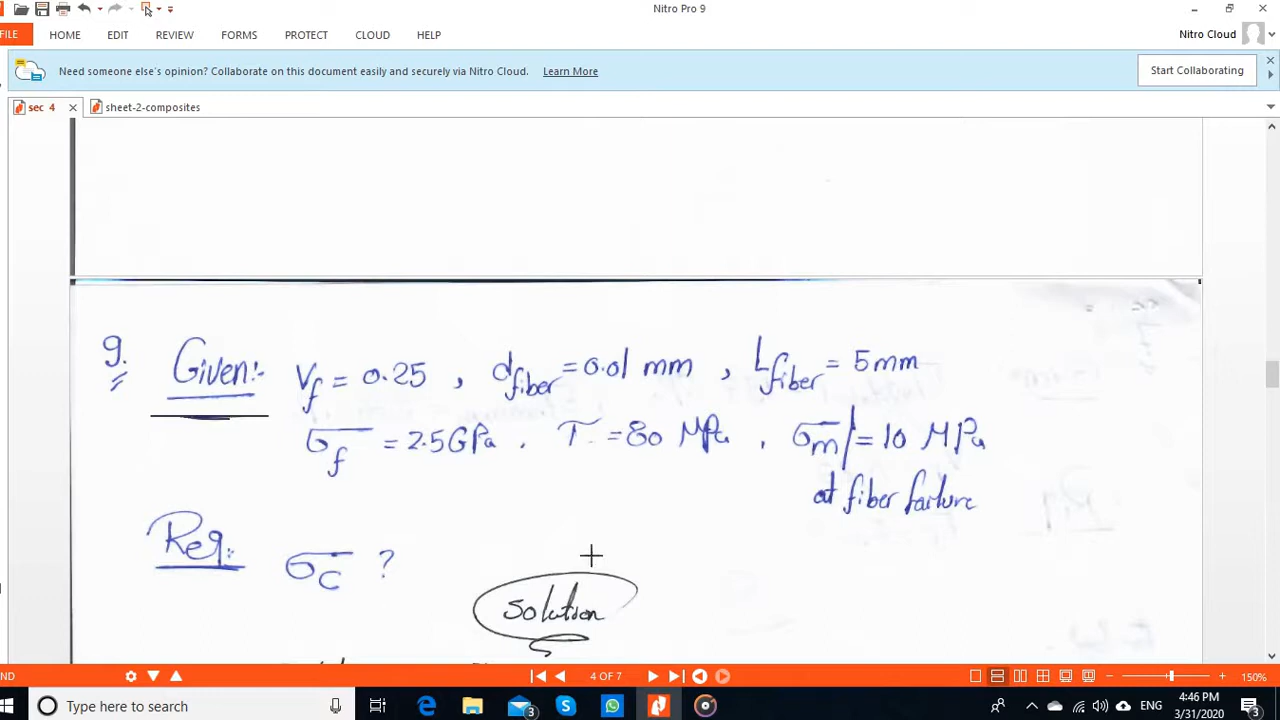 Nitro Pro 9
FILE HOME EDIT REVIEW FORMS PROTECT CLOUD HELP Nitro Cloud
Need someone else's opinion? Collaborate on this document easily and securely via Nitro Cloud. Learn More Start Collaborating
sec 4 sheet-2-composites
9. Given:- Vf = 0.25 , dfiber = 0.01 mm , Lfiber = 5mm
σf = 2.5 GPa . τ = 80 MPa , σm/ = 10 MPa
at fiber failure
Req: σc ?
Solution
ND 4 OF 7 150%
Type here to search 3 ENG 4:46 PM
3/31/2020 3